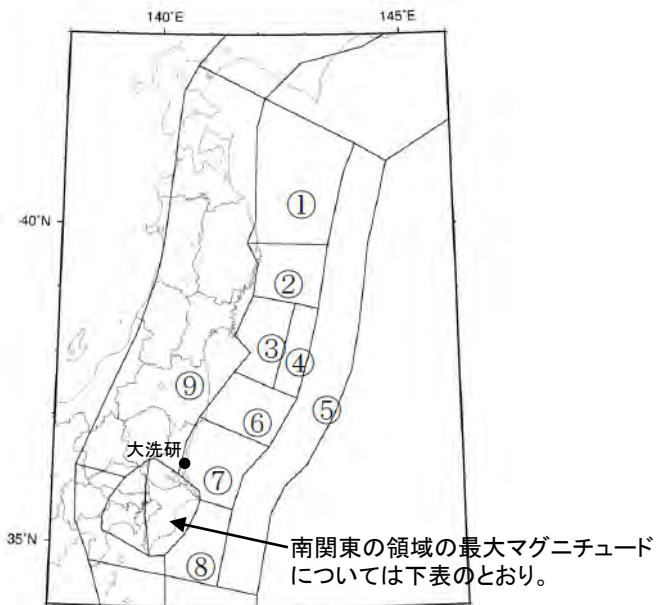 140°E
145°E
40°N
①
②
③
④
⑨
⑤
⑥
大洗研
⑦
35°N
南関東の領域の最大マグニチュード
については下表のとおり。
⑧